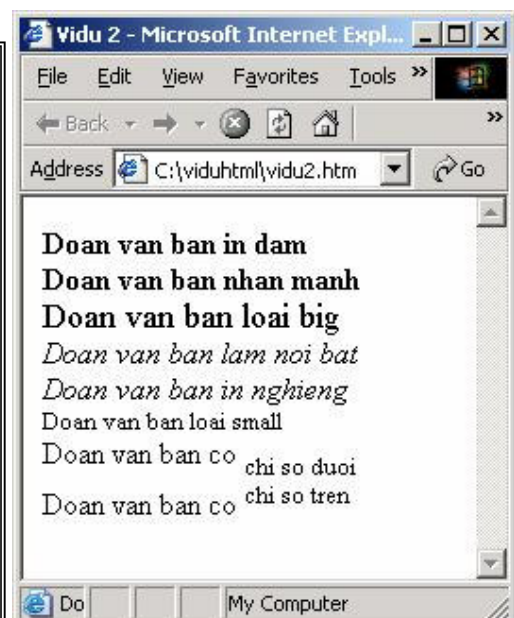 Vidu 2 - Microsoft Internet Expl...
File Edit View Favorites Tools »
Back »
Address C:\viduhtml\vidu2.htm Go
Doan van ban in dam
Doan van ban nhan manh
Doan van ban loai big
Doan van ban lam noi bat
Doan van ban in nghieng
Doan van ban loai small
Doan van ban co chi so duoi
Doan van ban co chi so tren
Do My Computer